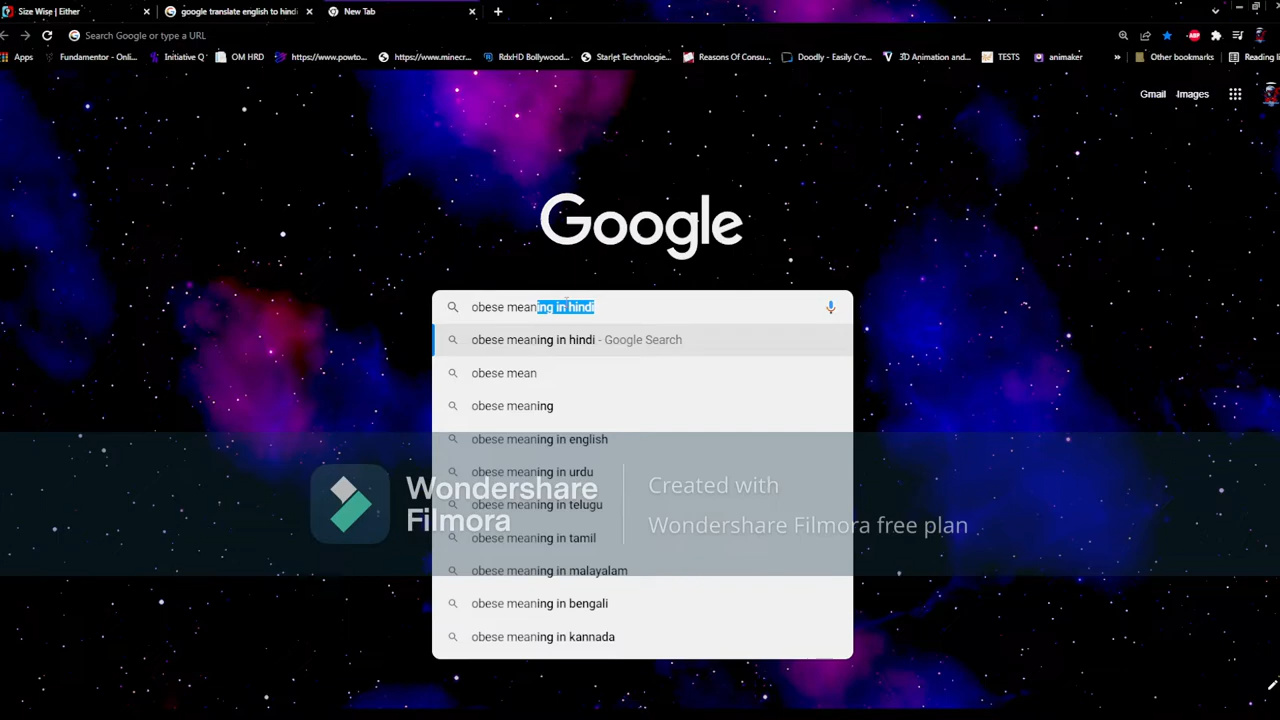 Size Wise | Either
google translate english to hindi
New Tab
Search Google or type a URL
Apps
Fundamentor - Onli...
Initiative Q
OM HRD
https://www.powto...
https://www.minecr...
RdxHD Bollywood...
Starlet Technologie...
Reasons Of Consu...
Doodly - Easily Cre...
3D Animation and...
TESTS
animaker
»
Other bookmarks
Reading li
Gmail
Images
Google
obese meaning in hindi
obese meaning in hindi - Google Search
obese mean
obese meaning
obese meaning in english
obese meaning in urdu
obese meaning in telugu
obese meaning in tamil
obese meaning in malayalam
obese meaning in bengali
obese meaning in kannada
Wondershare
Filmora
Created with
Wondershare Filmora free plan